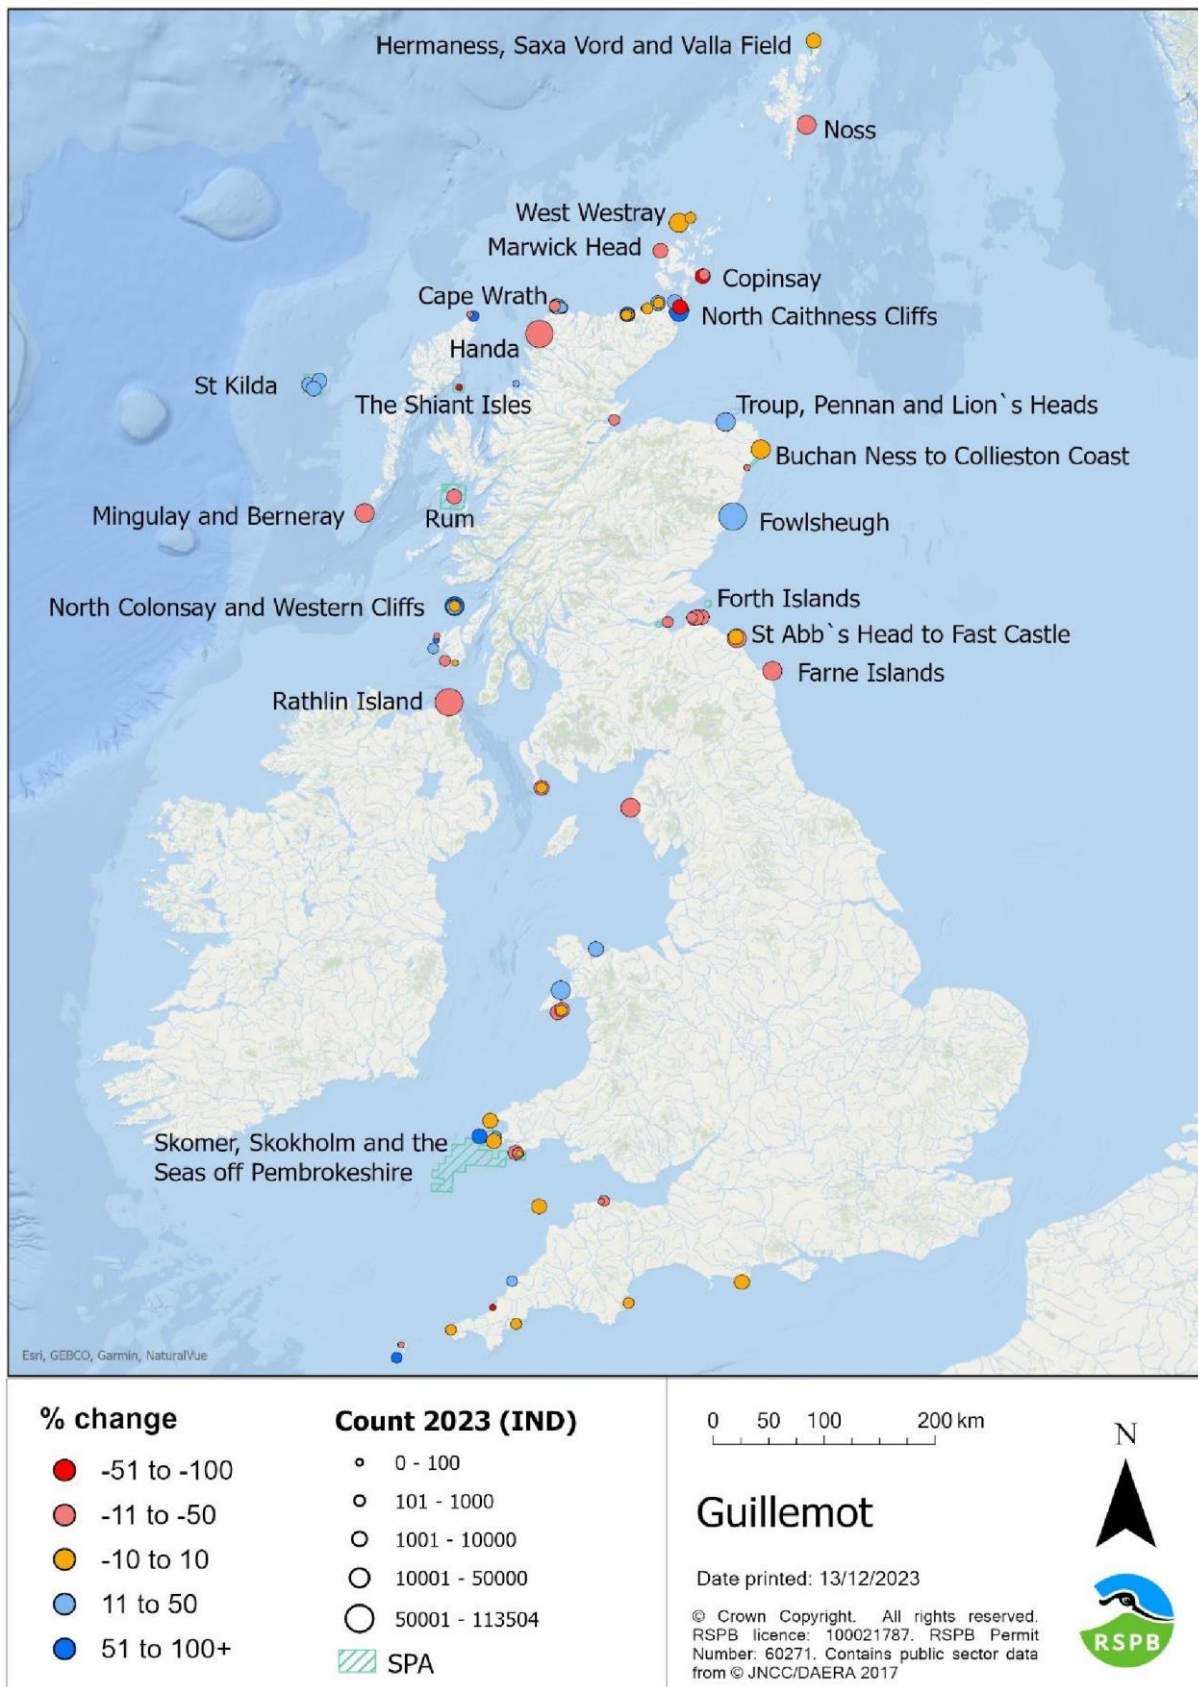 Hermaness, Saxa Vord and Valla Field
Noss
West Westray
Marwick Head
Copinsay
Cape Wrath
North Caithness Cliffs
Handa
St Kilda
The Shiant Isles
Troup, Pennan and Lion`s Heads
Buchan Ness to Collieston Coast
Mingulay and Berneray
Rum
Fowlsheugh
North Colonsay and Western Cliffs
Forth Islands
St Abb`s Head to Fast Castle
Farne Islands
Rathlin Island
Skomer, Skokholm and the
Seas off Pembrokeshire
Esri, GEBCO, Garmin, NaturalVue
% change
-51 to -100
-11 to -50
-10 to 10
11 to 50
51 to 100+
Count 2023 (IND)
0 - 100
101 - 1000
1001 - 10000
10001 - 50000
50001 - 113504
SPA
0 50 100 200 km
N
Guillemot
Date printed: 13/12/2023
© Crown Copyright. All rights reserved.
RSPB licence: 100021787. RSPB Permit
Number: 60271. Contains public sector data
from © JNCC/DAERA 2017
RSPB